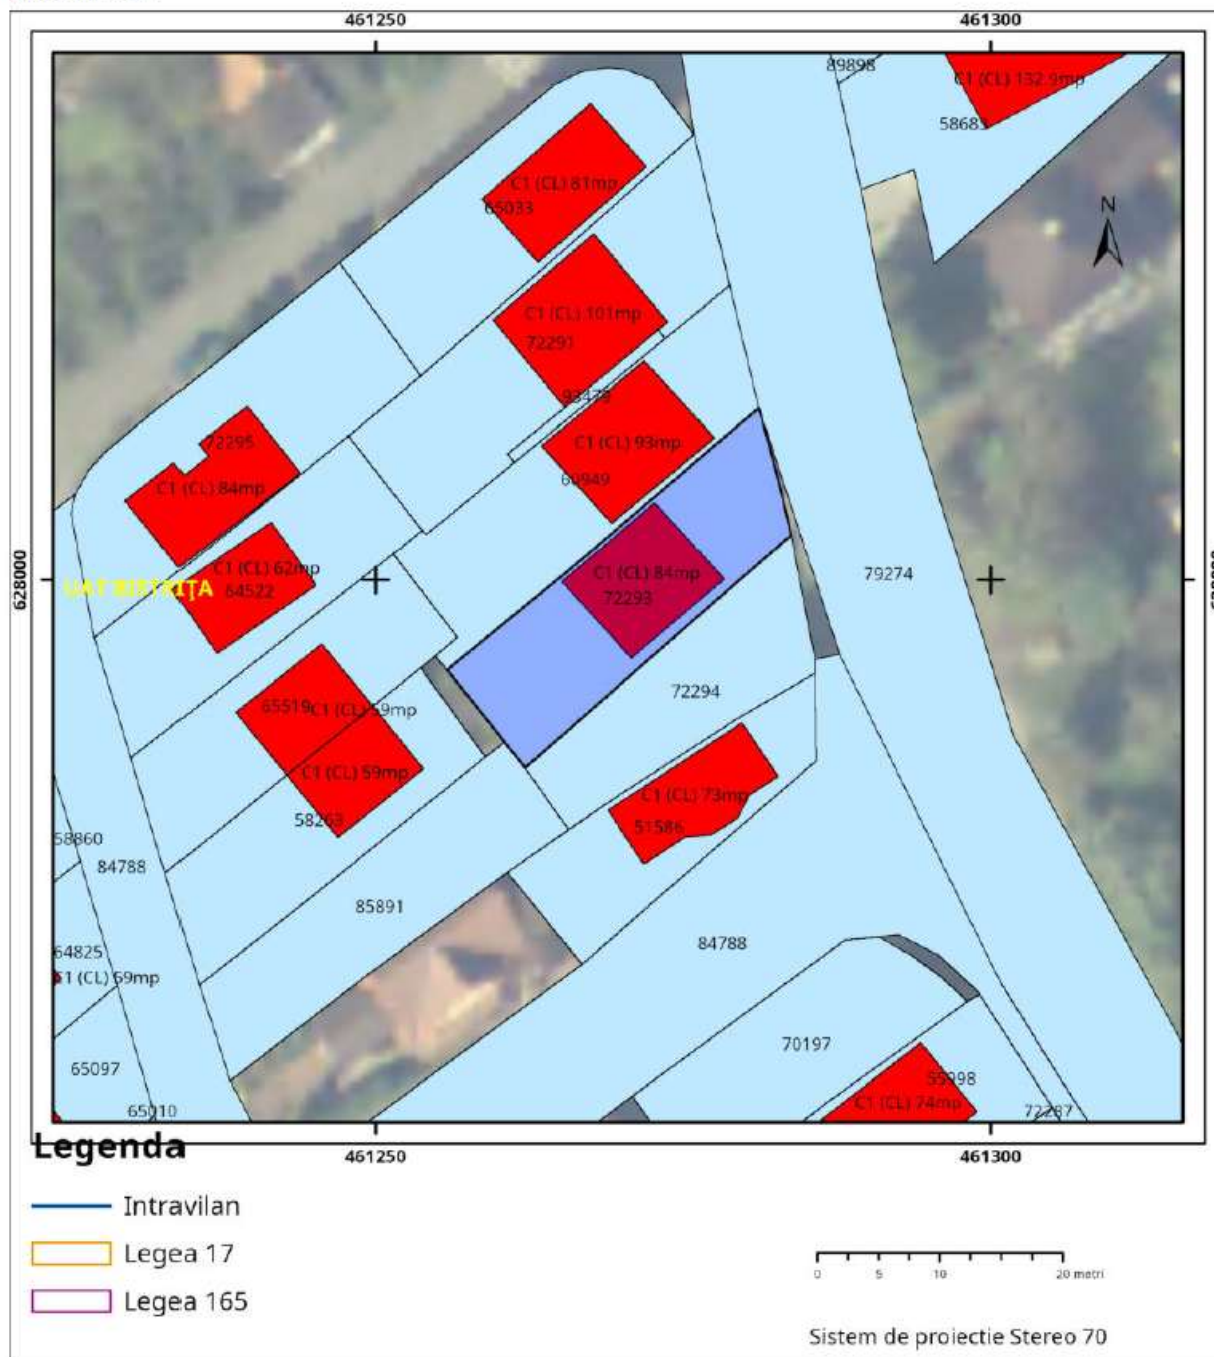 461250
461300
89898
C1 (CL) 132.9mp
58683
N
C1 (CL) 81mp
65033
C1 (CL) 101mp
72291
93479
72295
C1 (CL) 93mp
60949
C1 (CL) 84mp
628000
C1 (CL) 62mp
64522
C1 (CL) 84mp
72293
79274
UAT BISTRIŢA
72294
65519
C1 (CL) 59mp
C1 (CL) 59mp
58263
C1 (CL) 73mp
51586
58860
84788
85891
84788
64825
C1 (CL) 59mp
70197
65097
55998
C1 (CL) 74mp
65010
72287
461250
461300
Legenda
Intravilan
Legea 17
Legea 165
0 5 10 20 metri
Sistem de proiectie Stereo 70